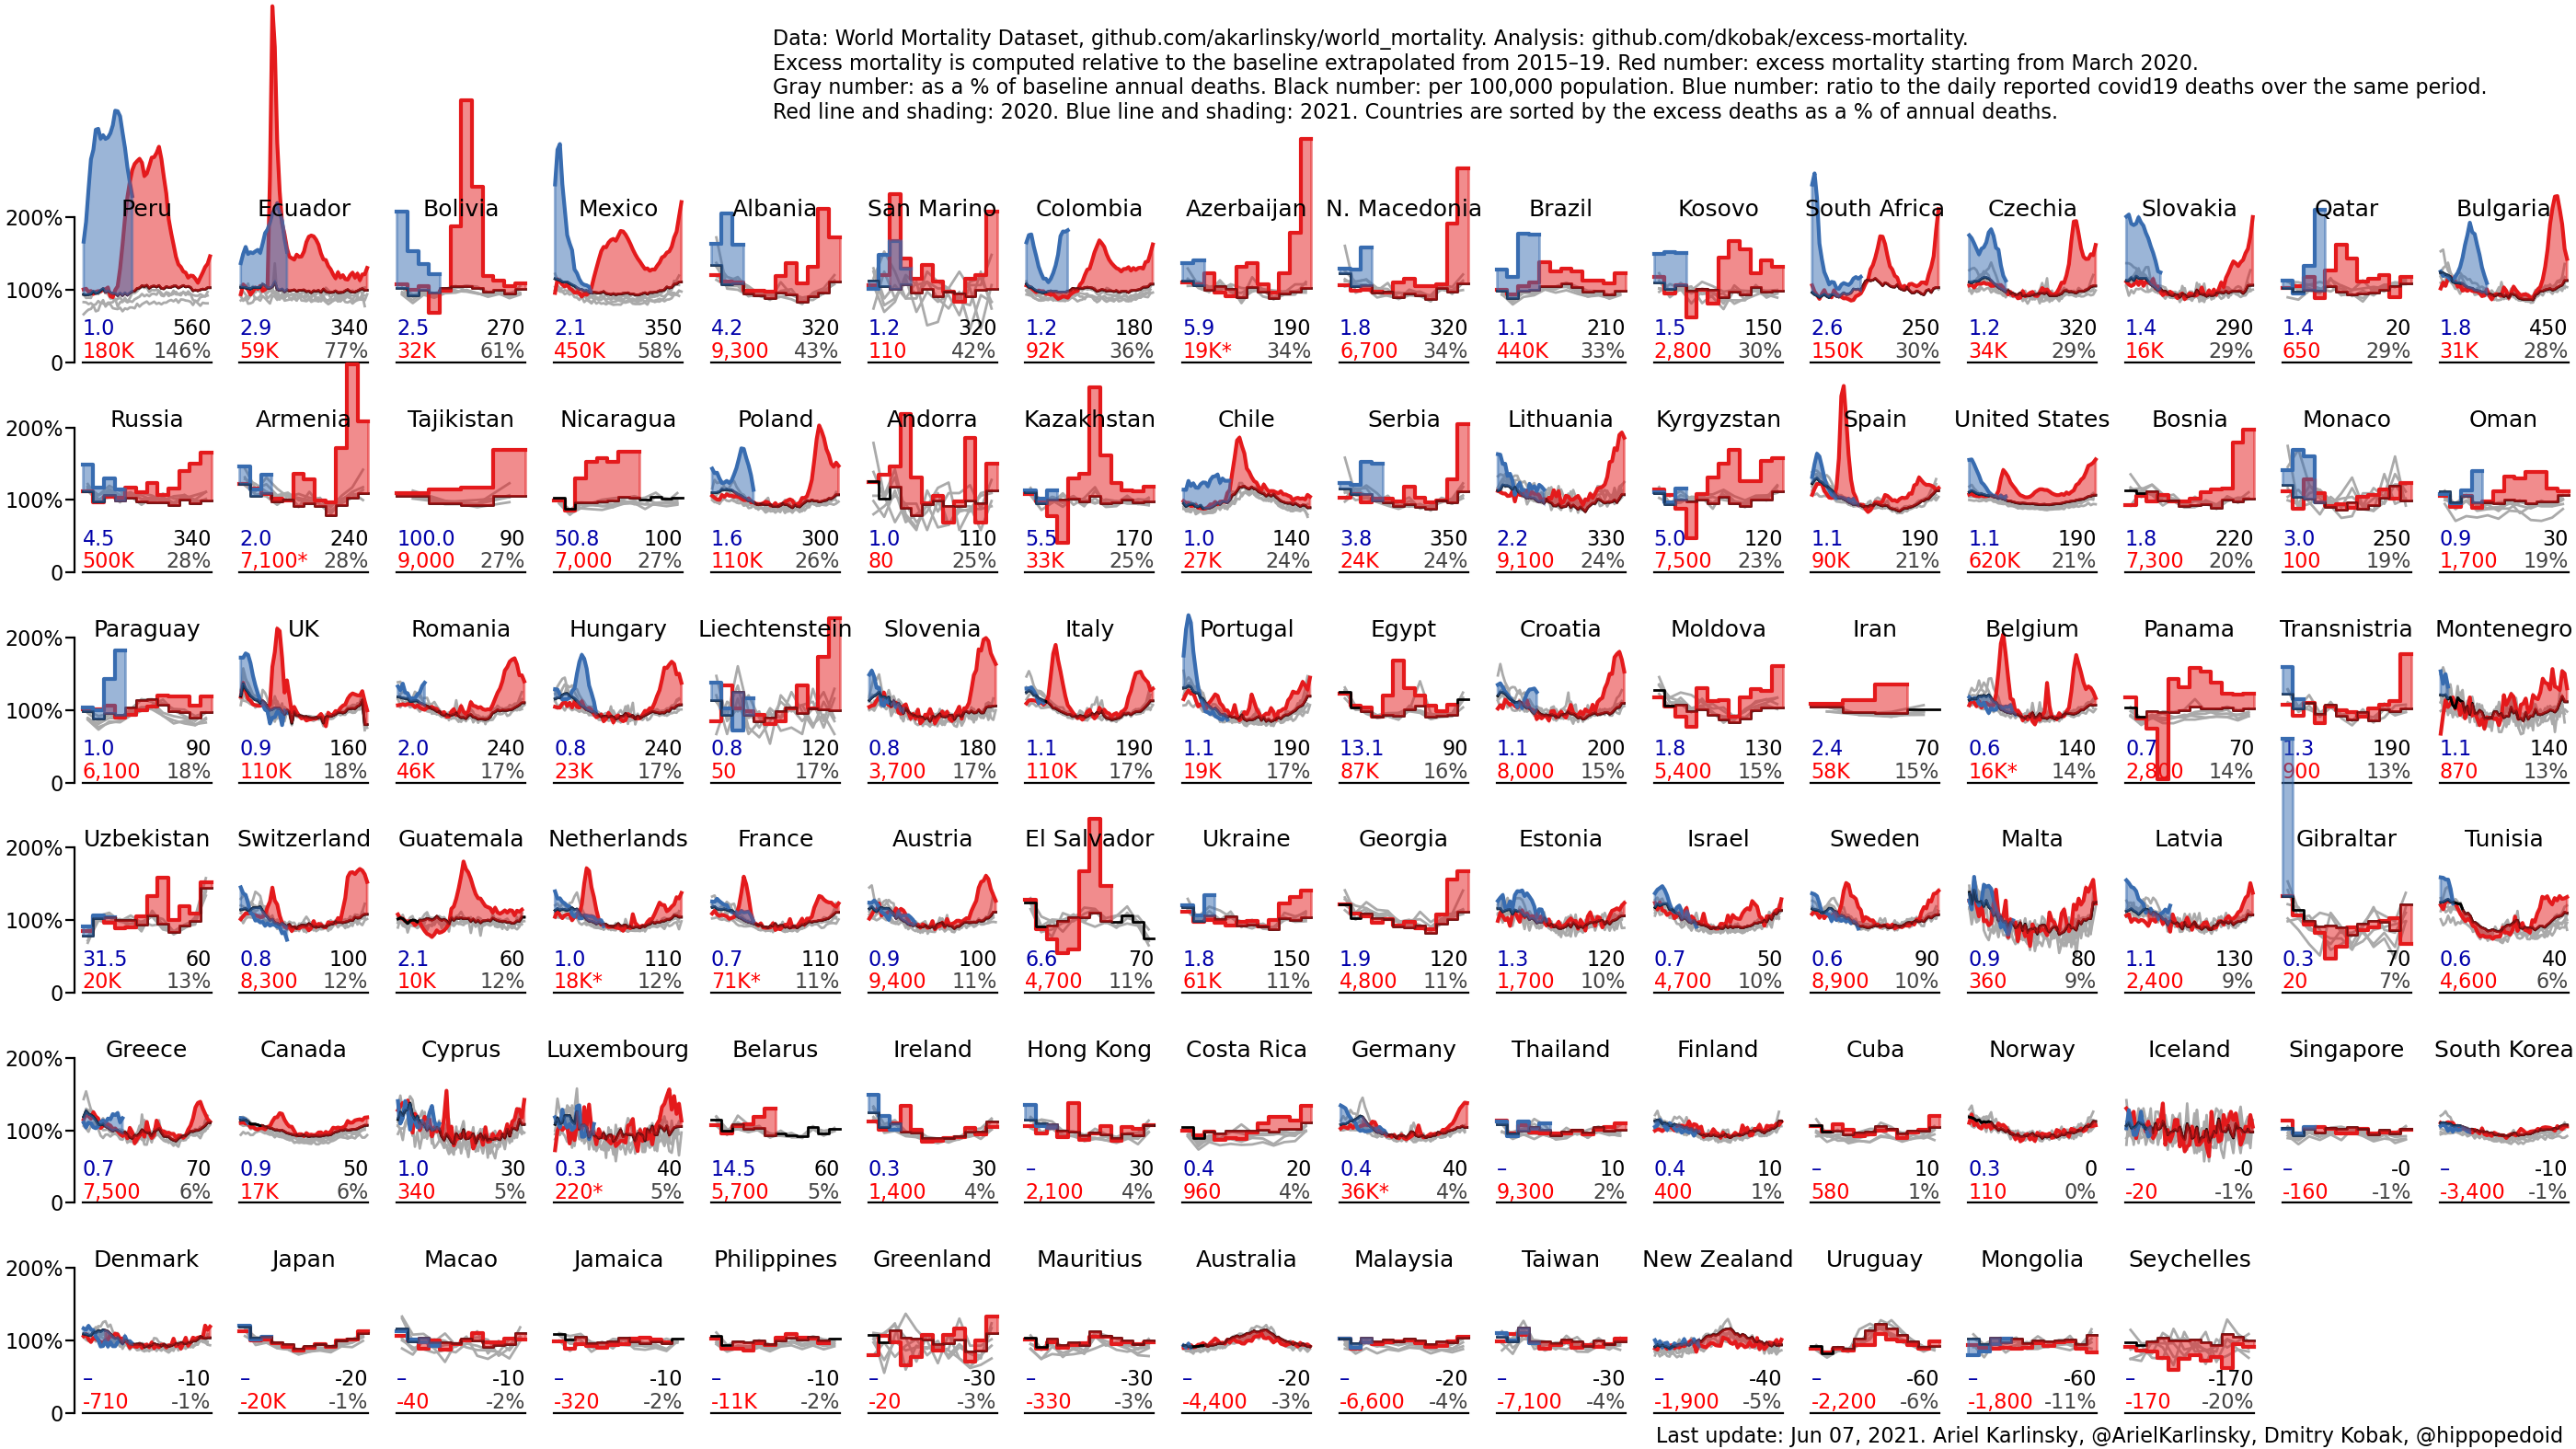 Data: World Mortality Dataset, github.com/akarlinsky/world_mortality. Analysis: github.com/dkobak/excess-mortality.
Excess mortality is computed relative to the baseline extrapolated from 2015–19. Red number: excess mortality starting from March 2020.
Gray number: as a % of baseline annual deaths. Black number: per 100,000 population. Blue number: ratio to the daily reported covid19 deaths over the same period.
Red line and shading: 2020. Blue line and shading: 2021. Countries are sorted by the excess deaths as a % of annual deaths.
Peru Ecuador Bolivia Mexico Albania San Marino Colombia Azerbaijan N. Macedonia Brazil Kosovo South Africa Czechia Slovakia Qatar Bulgaria
200%
100%
1.0 560 2.9 340 2.5 270 2.1 350 4.2 320 1.2 320 1.2 180 5.9 190 1.8 320 1.1 210 1.5 150 2.6 250 1.2 320 1.4 290 1.4 20 1.8 450
180K 146% 59K 77% 32K 61% 450K 58% 9,300 43% 110 42% 92K 36% 19K* 34% 6,700 34% 440K 33% 2,800 30% 150K 30% 34K 29% 16K 29% 650 29% 31K 28%
0
Russia Armenia Tajikistan Nicaragua Poland Andorra Kazakhstan Chile Serbia Lithuania Kyrgyzstan Spain United States Bosnia Monaco Oman
200%
100%
4.5 340 2.0 240 100.0 90 50.8 100 1.6 300 1.0 110 5.5 170 1.0 140 3.8 350 2.2 330 5.0 120 1.1 190 1.1 190 1.8 220 3.0 250 0.9 30
500K 28% 7,100* 28% 9,000 27% 7,000 27% 110K 26% 80 25% 33K 25% 27K 24% 24K 24% 9,100 24% 7,500 23% 90K 21% 620K 21% 7,300 20% 100 19% 1,700 19%
0
Paraguay UK Romania Hungary Liechtenstein Slovenia Italy Portugal Egypt Croatia Moldova Iran Belgium Panama Transnistria Montenegro
200%
100%
1.0 90 0.9 160 2.0 240 0.8 240 0.8 120 0.8 180 1.1 190 1.1 190 13.1 90 1.1 200 1.8 130 2.4 70 0.6 140 0.7 70 1.3 190 1.1 140
6,100 18% 110K 18% 46K 17% 23K 17% 50 17% 3,700 17% 110K 17% 19K 17% 87K 16% 8,000 15% 5,400 15% 58K 15% 16K* 14% 2,800 14% 900 13% 870 13%
0
Uzbekistan Switzerland Guatemala Netherlands France Austria El Salvador Ukraine Georgia Estonia Israel Sweden Malta Latvia Gibraltar Tunisia
200%
100%
31.5 60 0.8 100 2.1 60 1.0 110 0.7 110 0.9 100 6.6 70 1.8 150 1.9 120 1.3 120 0.7 50 0.6 90 0.9 80 1.1 130 0.3 70 0.6 40
20K 13% 8,300 12% 10K 12% 18K* 12% 71K* 11% 9,400 11% 4,700 11% 61K 11% 4,800 11% 1,700 10% 4,700 10% 8,900 10% 360 9% 2,400 9% 20 7% 4,600 6%
0
Greece Canada Cyprus Luxembourg Belarus Ireland Hong Kong Costa Rica Germany Thailand Finland Cuba Norway Iceland Singapore South Korea
200%
100%
0.7 70 0.9 50 1.0 30 0.3 40 14.5 60 0.3 30 – 30 0.4 20 0.4 40 – 10 0.4 10 – 10 0.3 0 – -0 – -0 – -10
7,500 6% 17K 6% 340 5% 220* 5% 5,700 5% 1,400 4% 2,100 4% 960 4% 36K* 4% 9,300 2% 400 1% 580 1% 110 0% -20 -1% -160 -1% -3,400 -1%
0
Denmark Japan Macao Jamaica Philippines Greenland Mauritius Australia Malaysia Taiwan New Zealand Uruguay Mongolia Seychelles
200%
100%
– -10 – -20 – -10 – -10 – -10 – -30 – -30 – -20 – -20 – -30 – -40 – -60 – -60 – -170
-710 -1% -20K -1% -40 -2% -320 -2% -11K -2% -20 -3% -330 -3% -4,400 -3% -6,600 -4% -7,100 -4% -1,900 -5% -2,200 -6% -1,800 -11% -170 -20%
0
Last update: Jun 07, 2021. Ariel Karlinsky, @ArielKarlinsky, Dmitry Kobak, @hippopedoid